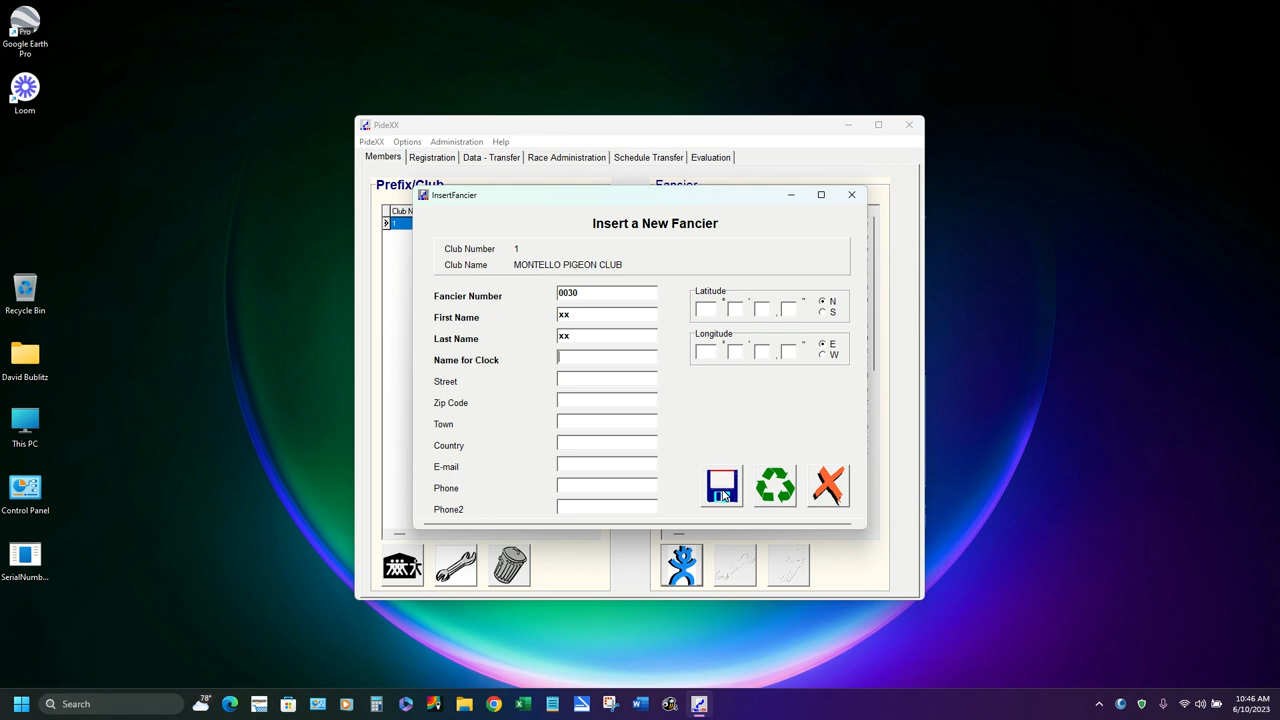 Google Earth
Pro
Loom
Recycle Bin
David Bublitz
This PC
Control Panel
SerialNumb...
PideXX
PideXX Options Administration Help
Members Registration Data - Transfer Race Administration Schedule Transfer Evaluation
Prefix/Club
Fancier
Club N
1
InsertFancier
Insert a New Fancier
Club Number 1
Club Name MONTELLO PIGEON CLUB
Fancier Number 0030
First Name xx
Last Name xx
Name for Clock
Street
Zip Code
Town
Country
E-mail
Phone
Phone2
Latitude
° ' , " N
S
Longitude
° ' , " E
W
Search
78°
10:46 AM
6/10/2023